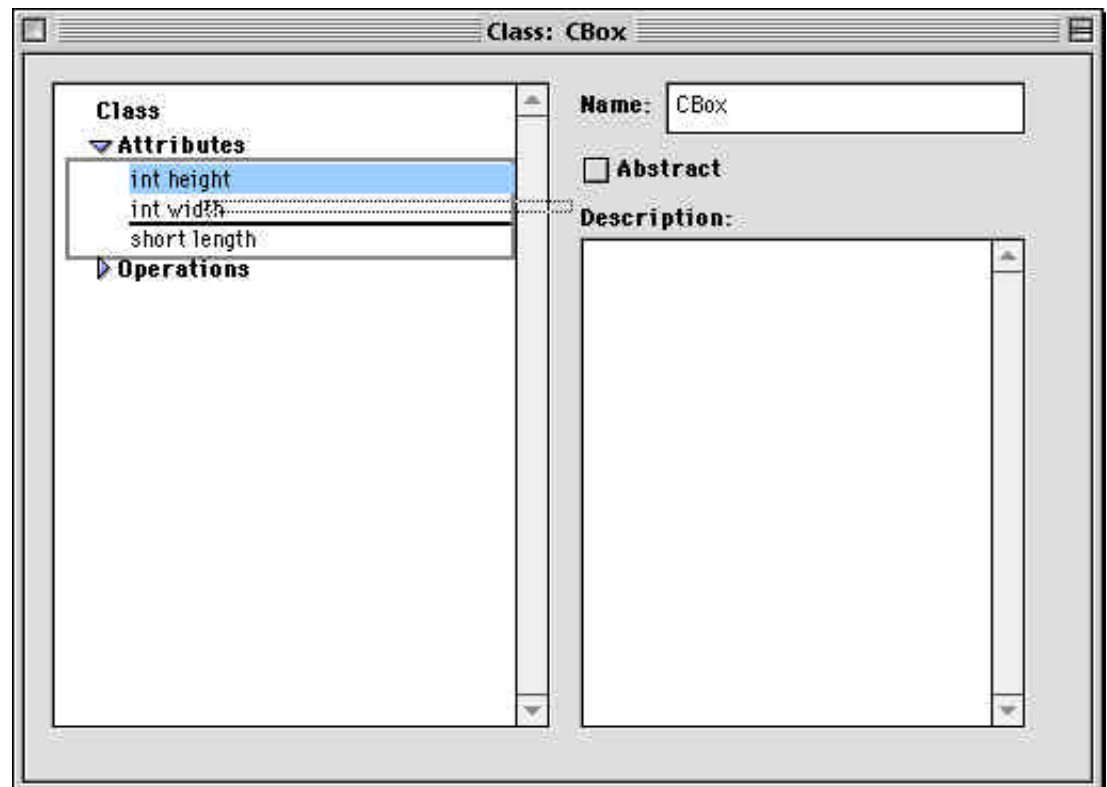 Class: CBox
Class
Attributes
int height
int width
short length
Operations
Name: CBox
Abstract
Description: